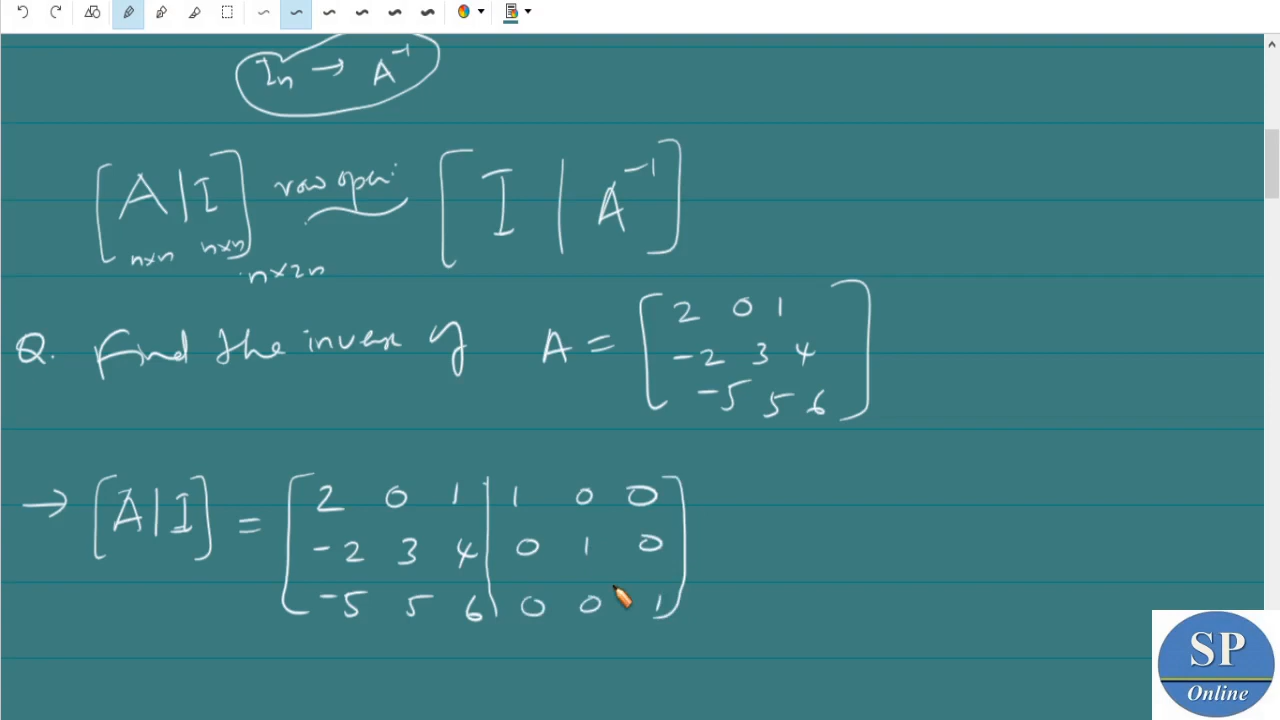 In → A⁻¹
[A | I] row oper: [I | A⁻¹]
n×n n×n
n×2n
Q. Find the inverse of A = [2 0 1
-2 3 4
-5 5 6]
→ [A | I] = [2 0 1 | 1 0 0
-2 3 4 | 0 1 0
-5 5 6 | 0 0 1]
SP
Online